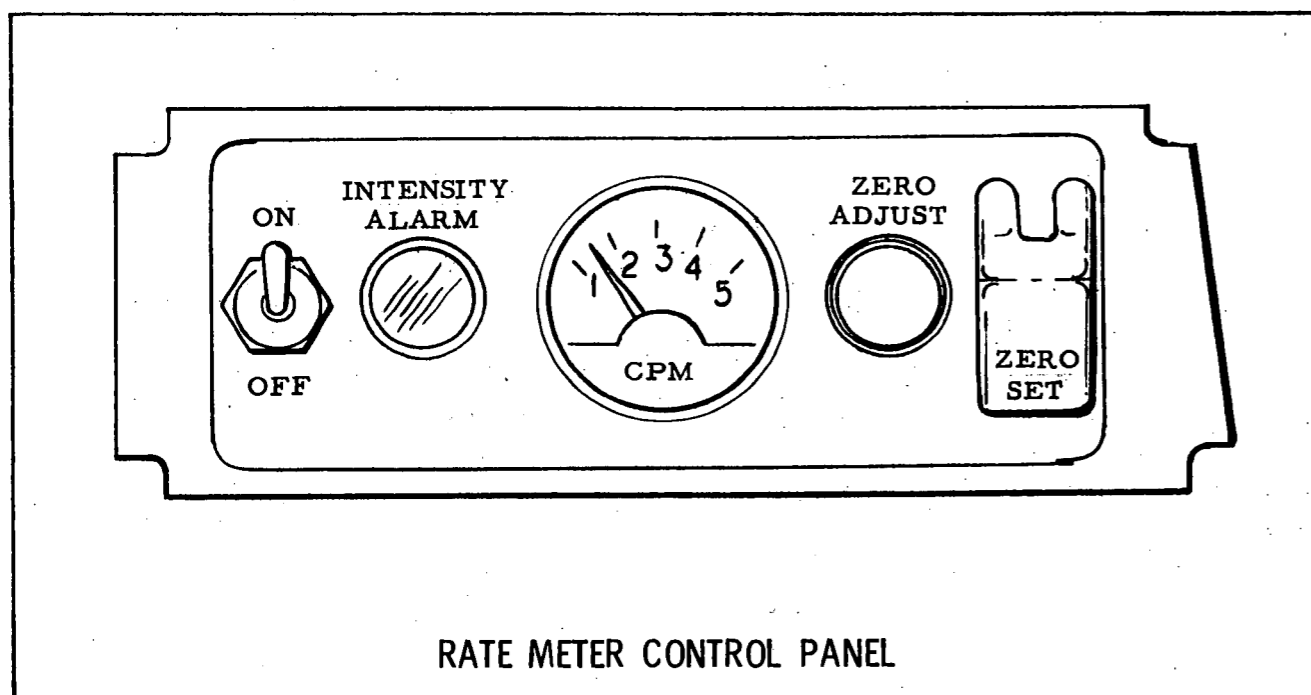 ON
OFF
INTENSITY
ALARM
1 2 3 4 5
CPM
ZERO
ADJUST
ZERO
SET
RATE METER CONTROL PANEL